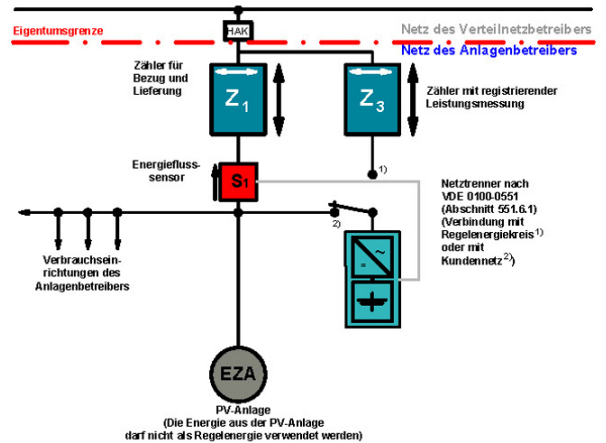 Eigentumsgrenze
HAK
Netz des Verteilnetzbetreibers
Netz des Anlagenbetreibers
Zähler für
Bezug und
Lieferung
Z1
Z3
Zähler mit registrierender
Leistungsmessung
Energiefluss-
sensor
S1
1)
2)
Netztrenner nach
VDE 0100-0551
(Abschnitt 551.6.1)
(Verbindung mit
Regelenergiekreis1)
oder mit
Kundennetz2))
Verbrauchsein-
richtungen des
Anlagenbetreibers
EZA
PV-Anlage
(Die Energie aus der PV-Anlage
darf nicht als Regelenergie verwendet werden)